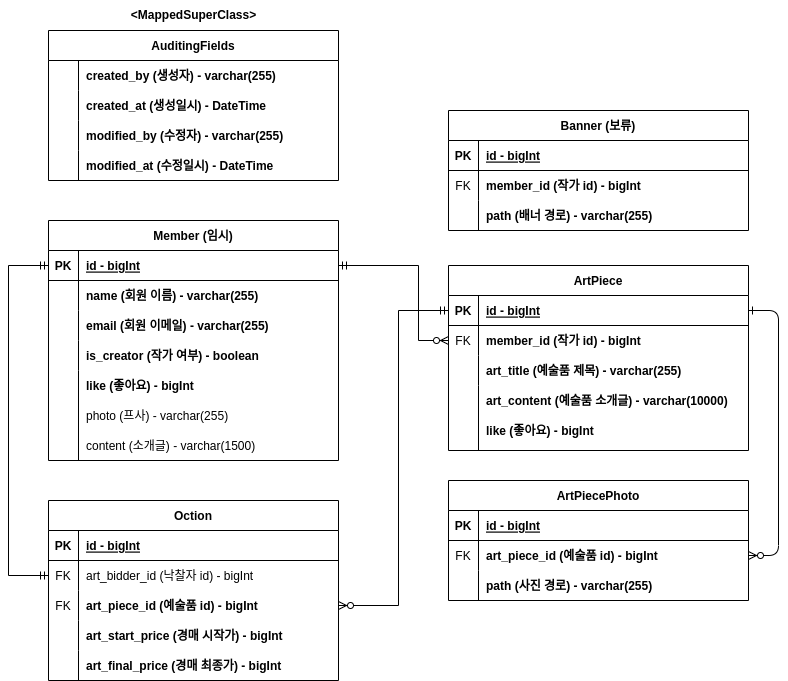 <MappedSuperClass>
AuditingFields
created_by (생성자) - varchar(255)
created_at (생성일시) - DateTime
modified_by (수정자) - varchar(255)
modified_at (수정일시) - DateTime
Banner (보류)
PK id - bigInt
FK member_id (작가 id) - bigInt
path (배너 경로) - varchar(255)
Member (임시)
PK id - bigInt
name (회원 이름) - varchar(255)
email (회원 이메일) - varchar(255)
is_creator (작가 여부) - boolean
like (좋아요) - bigInt
photo (프사) - varchar(255)
content (소개글) - varchar(1500)
ArtPiece
PK id - bigInt
FK member_id (작가 id) - bigInt
art_title (예술품 제목) - varchar(255)
art_content (예술품 소개글) - varchar(10000)
like (좋아요) - bigInt
Oction
PK id - bigInt
FK art_bidder_id (낙찰자 id) - bigInt
FK art_piece_id (예술품 id) - bigInt
art_start_price (경매 시작가) - bigInt
art_final_price (경매 최종가) - bigInt
ArtPiecePhoto
PK id - bigInt
FK art_piece_id (예술품 id) - bigInt
path (사진 경로) - varchar(255)